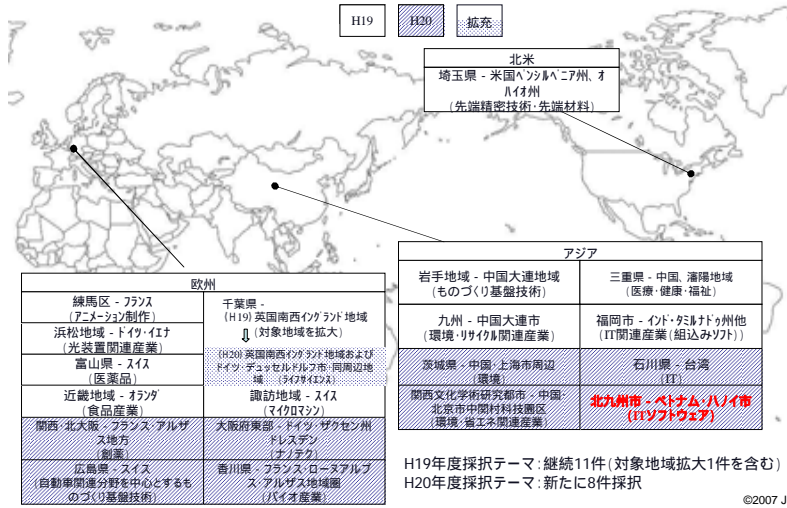 H19
H20
拡充
北米
埼玉県 - 米国ペンシルベニア州、オ
ハイオ州
(先端精密技術・先端材料)
欧州
練馬区 - フランス
(アニメーション制作)
浜松地域 - ドイツ・イエナ
(光装置関連産業)
富山県 - スイス
(医薬品)
近畿地域 - オランダ
(食品産業)
関西・北大阪 - フランス・アルザ
ス地方
(創薬)
広島県 - スイス
(自動車関連分野を中心とするも
のづくり基盤技術)
千葉県 -
(H19) 英国南西イングランド地域
⇩ (対象地域を拡大)
(H20) 英国南西イングランド地域および
ドイツ・デュッセルドルフ市・同周辺地
域 (ライフサイエンス)
諏訪地域 - スイス
(マイクロマシン)
大阪府東部 - ドイツ・ザクセン州
ドレスデン
(ナノテク)
香川県 - フランス・ローヌアルプ
ス・アルザス地域圏
(バイオ産業)
アジア
岩手地域 - 中国大連地域
(ものづくり基盤技術)
三重県 - 中国、瀋陽地域
(医療・健康・福祉)
九州 - 中国大連市
(環境・リサイクル関連産業)
福岡市 - インド・タミルナドゥ州他
(IT関連産業(組込みソフト))
茨城県 - 中国・上海市周辺
(環境)
石川県 - 台湾
(IT)
関西文化学術研究都市 - 中国・
北京市中関村科技園区
(環境・省エネ関連産業)
北九州市 - ベトナム・ハノイ市
(ITソフトウェア)
H19年度採択テーマ：継続11件(対象地域拡大1件を含む)
H20年度採択テーマ：新たに8件採択
©2007 J